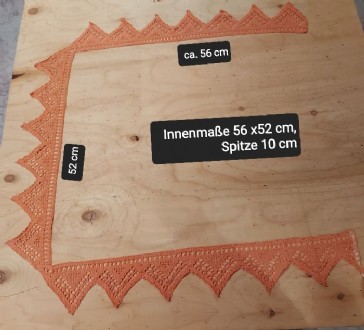 ca. 56 cm
Innenmaße 56 x52 cm,
Spitze 10 cm
52 cm